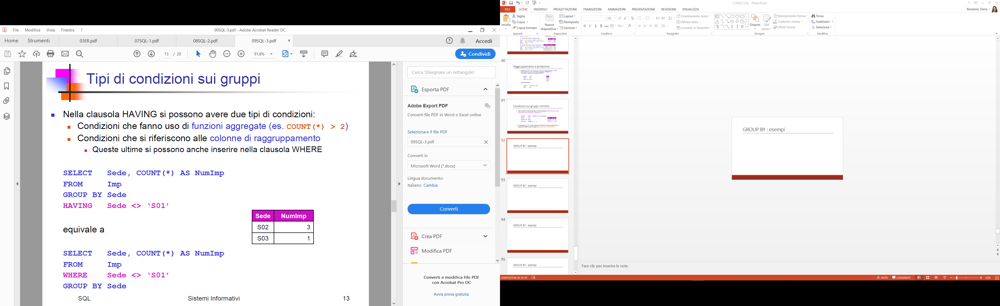 File Modifica Vista Finestra ?
09SQL-3.pdf - Adobe Acrobat Reader DC
Home Strumenti 03ER.pdf 07SQL-1.pdf 08SQL-2.pdf 09SQL-3.pdf × Accedi
13 / 20 91,8% Condividi
Tipi di condizioni sui gruppi
Nella clausola HAVING si possono avere due tipi di condizioni:
Condizioni che fanno uso di funzioni aggregate (es. COUNT(*) > 2)
Condizioni che si riferiscono alle colonne di raggruppamento
Queste ultime si possono anche inserire nella clausola WHERE
SELECT Sede, COUNT(*) AS NumImp
FROM Imp
GROUP BY Sede
HAVING Sede <> ‘S01’
Sede NumImp
S02 3
S03 1
equivale a
SELECT Sede, COUNT(*) AS NumImp
FROM Imp
WHERE Sede <> ‘S01’
GROUP BY Sede
SQL Sistemi Informativi 13
Cerca 'Disegnare un rettangolo'
Esporta PDF
Adobe Export PDF
Converti file PDF in Word o Excel online
Selezionare il file PDF
09SQL-3.pdf
Converti in
Microsoft Word (*.docx)
Lingua documento:
Italiano Cambia
Converti
Crea PDF
Modifica PDF
Converti e modifica file PDF
con Acrobat Pro DC
Avvia prova gratuita
CORSO SQL - PowerPoint
FILE HOME INSERISCI PROGETTAZIONE TRANSIZIONI ANIMAZIONI PRESENTAZIONE REVISIONE VISUALIZZA
Bonanno Daria
Incolla
Taglia
Copia
Copia formato
Appunti
Nuova
diapositiva
Layout
Reimposta
Sezione
Diapositive
48
G C S S abc AV Aa A
Carattere
Orientamento testo
Allinea testo
Converti in SmartArt
Paragrafo
Disponi
Stili
veloci
Riempimento forma
Contorno forma
Effetti forma
Disegno
Trova
Sostituisci
Seleziona
Modifica
90
Raggruppamento e proiezione
91
Condizioni sui gruppi: HAVING
92
GROUP BY : esempi
93
GROUP BY : esempi
94
GROUP BY : esempi
95
GROUP BY : esempi
GROUP BY : esempi
Fare clic per inserire le note
DIAPOSITIVA 92 DI 97
NOTE COMMENTI 33%